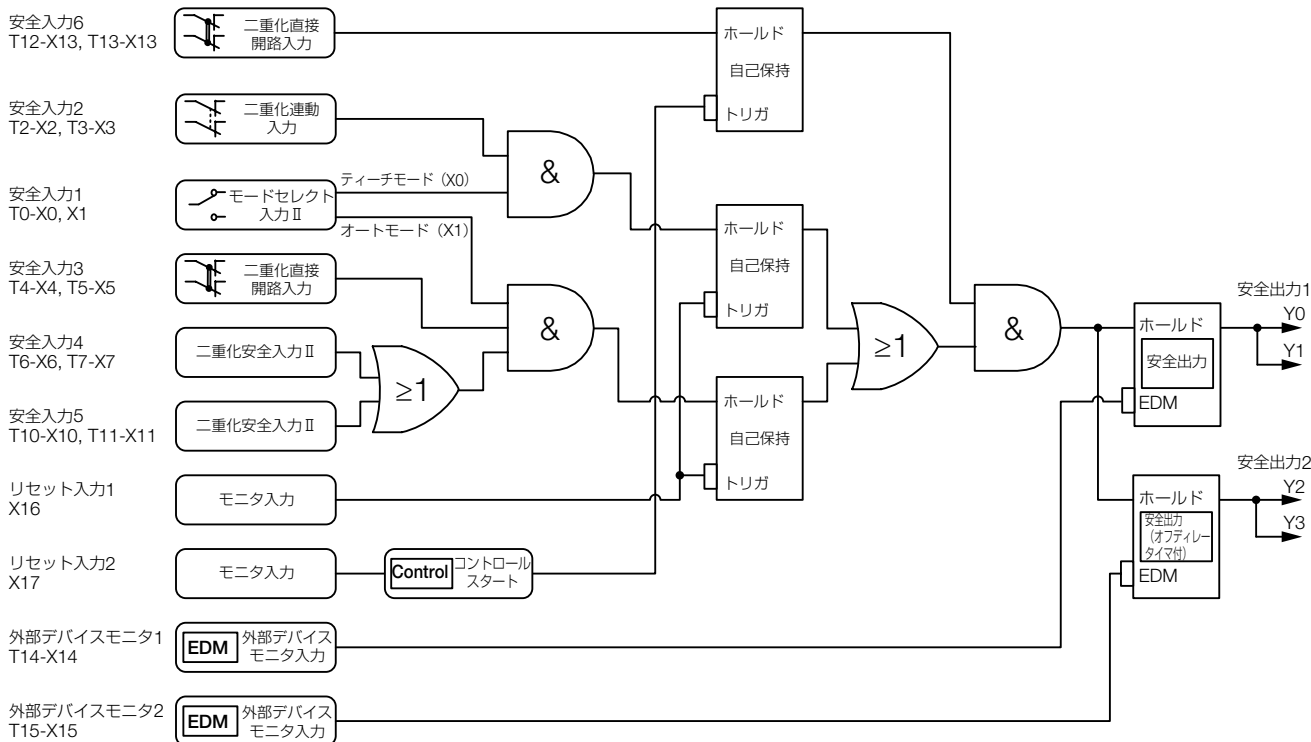 安全入力6
T12-X13, T13-X13
二重化直接
開路入力
ホールド
自己保持
トリガ
安全入力2
T2-X2, T3-X3
二重化連動
入力
&
安全入力1
T0-X0, X1
モードセレクト
入力Ⅱ
ティーチモード（X0）
オートモード（X1）
ホールド
自己保持
トリガ
安全入力3
T4-X4, T5-X5
二重化直接
開路入力
&
≥1
&
安全出力1
Y0
Y1
ホールド
安全出力
EDM
安全入力4
T6-X6, T7-X7
二重化安全入力Ⅱ
≥1
安全入力5
T10-X10, T11-X11
二重化安全入力Ⅱ
ホールド
自己保持
トリガ
安全出力2
Y2
Y3
ホールド
安全出力
（オフディレー
タイマ付）
EDM
リセット入力1
X16
モニタ入力
リセット入力2
X17
モニタ入力
Control
コントロール
スタート
外部デバイスモニタ1
T14-X14
EDM
外部デバイス
モニタ入力
外部デバイスモニタ2
T15-X15
EDM
外部デバイス
モニタ入力